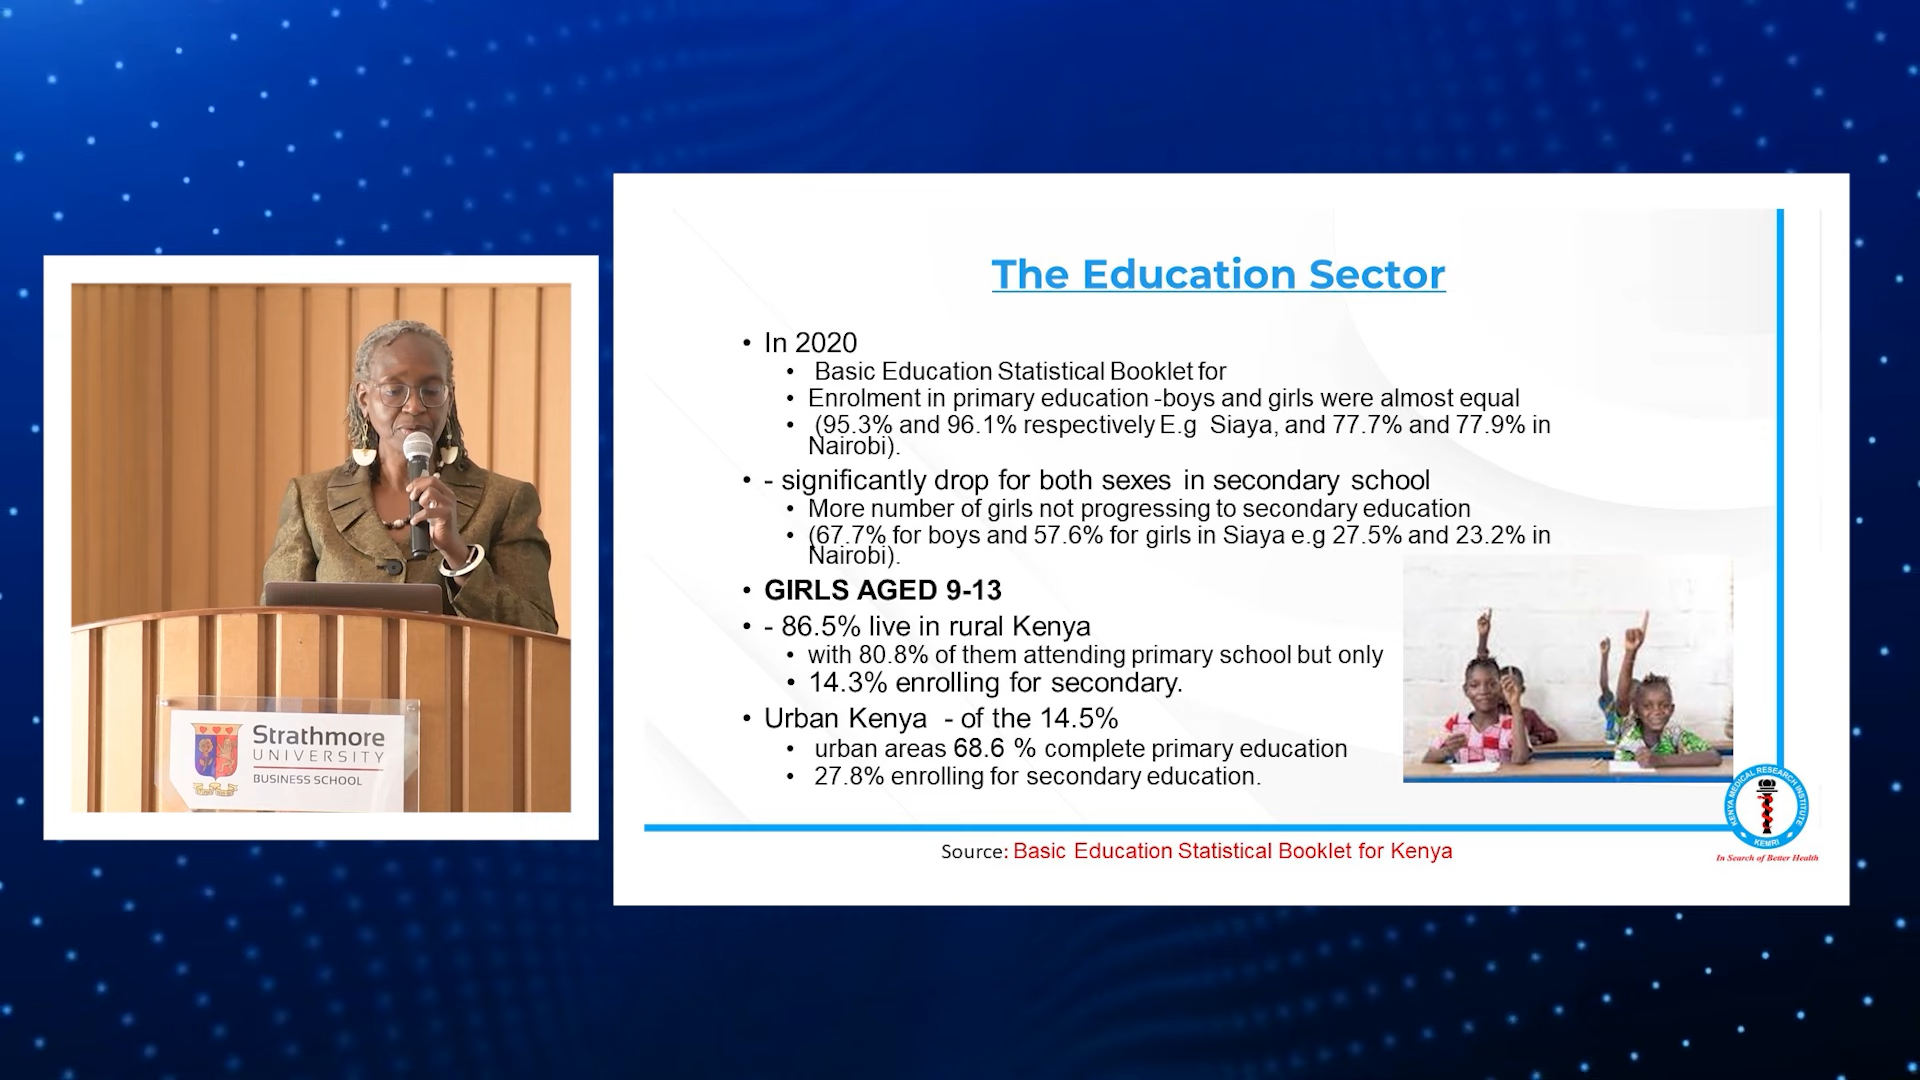 The Education Sector
• In 2020
• Basic Education Statistical Booklet for
• Enrolment in primary education -boys and girls were almost equal
• (95.3% and 96.1% respectively E.g Siaya, and 77.7% and 77.9% in
Nairobi).
• - significantly drop for both sexes in secondary school
• More number of girls not progressing to secondary education
• (67.7% for boys and 57.6% for girls in Siaya e.g 27.5% and 23.2% in
Nairobi).
• GIRLS AGED 9-13
• - 86.5% live in rural Kenya
• with 80.8% of them attending primary school but only
• 14.3% enrolling for secondary.
• Urban Kenya - of the 14.5%
• urban areas 68.6 % complete primary education
• 27.8% enrolling for secondary education.
Source: Basic Education Statistical Booklet for Kenya
KENYA MEDICAL RESEARCH INSTITUTE
KEMRI
In Search of Better Health
Strathmore
UNIVERSITY
BUSINESS SCHOOL